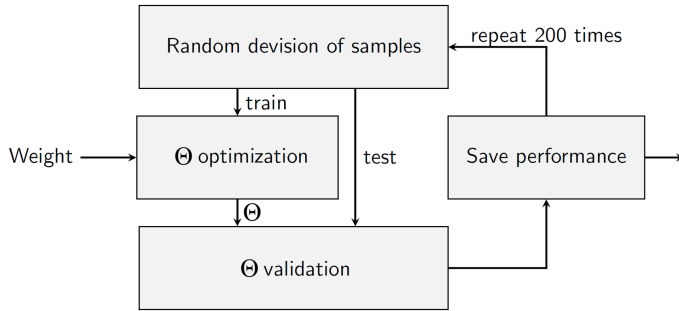 Random devision of samples
repeat 200 times
train
Weight
Θ optimization
test
Save performance
Θ
Θ validation